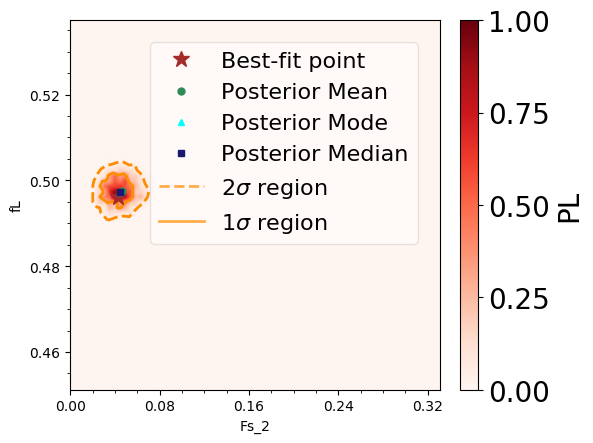 Best-fit point
Posterior Mean
Posterior Mode
Posterior Median
2σ region
1σ region
0.52
0.50
0.48
0.46
fL
0.00 0.08 0.16 0.24 0.32
Fs_2
1.00
0.75
0.50
0.25
0.00
PL